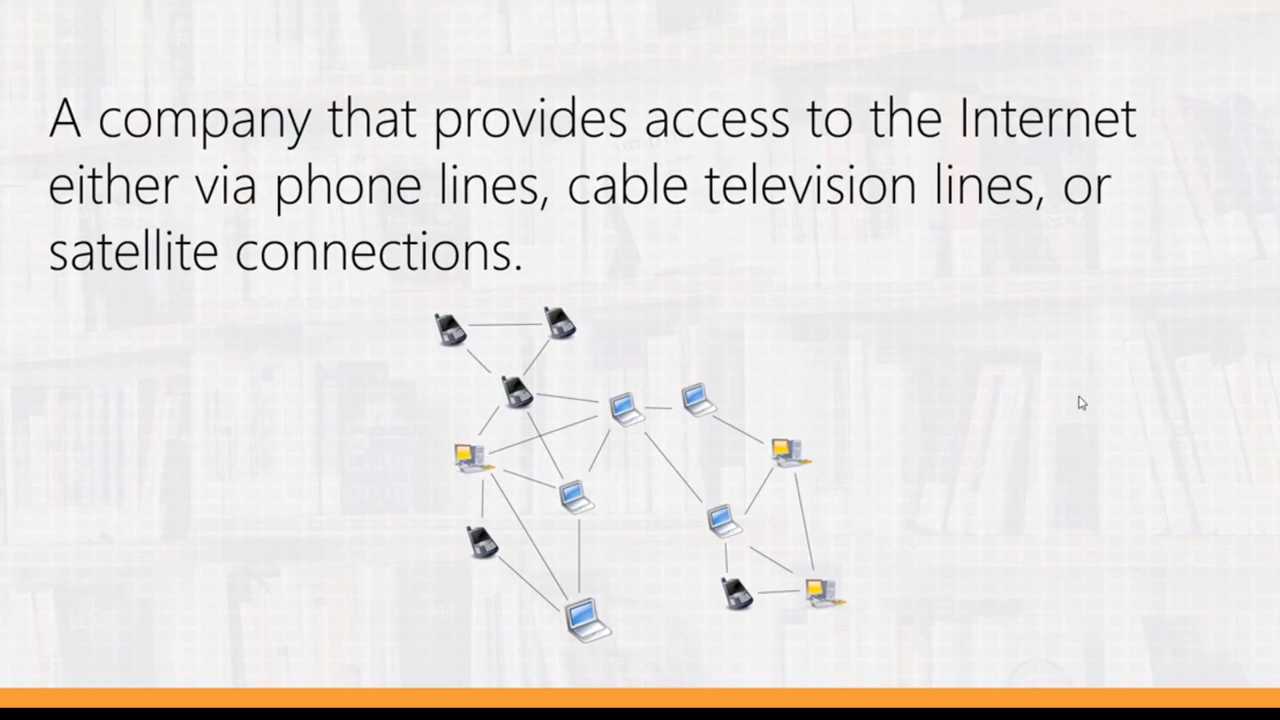 A company that provides access to the Internet
either via phone lines, cable television lines, or
satellite connections.